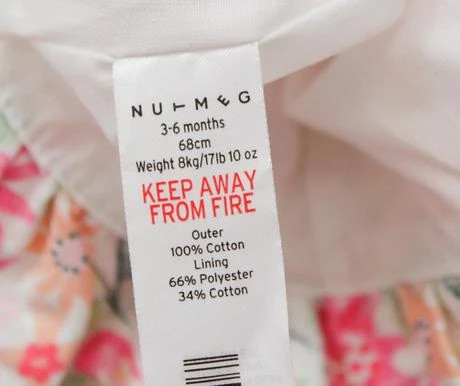 NUTMEG
3-6 months
68cm
Weight 8kg/17lb 10 oz
KEEP AWAY
FROM FIRE
Outer
100% Cotton
Lining
66% Polyester
34% Cotton